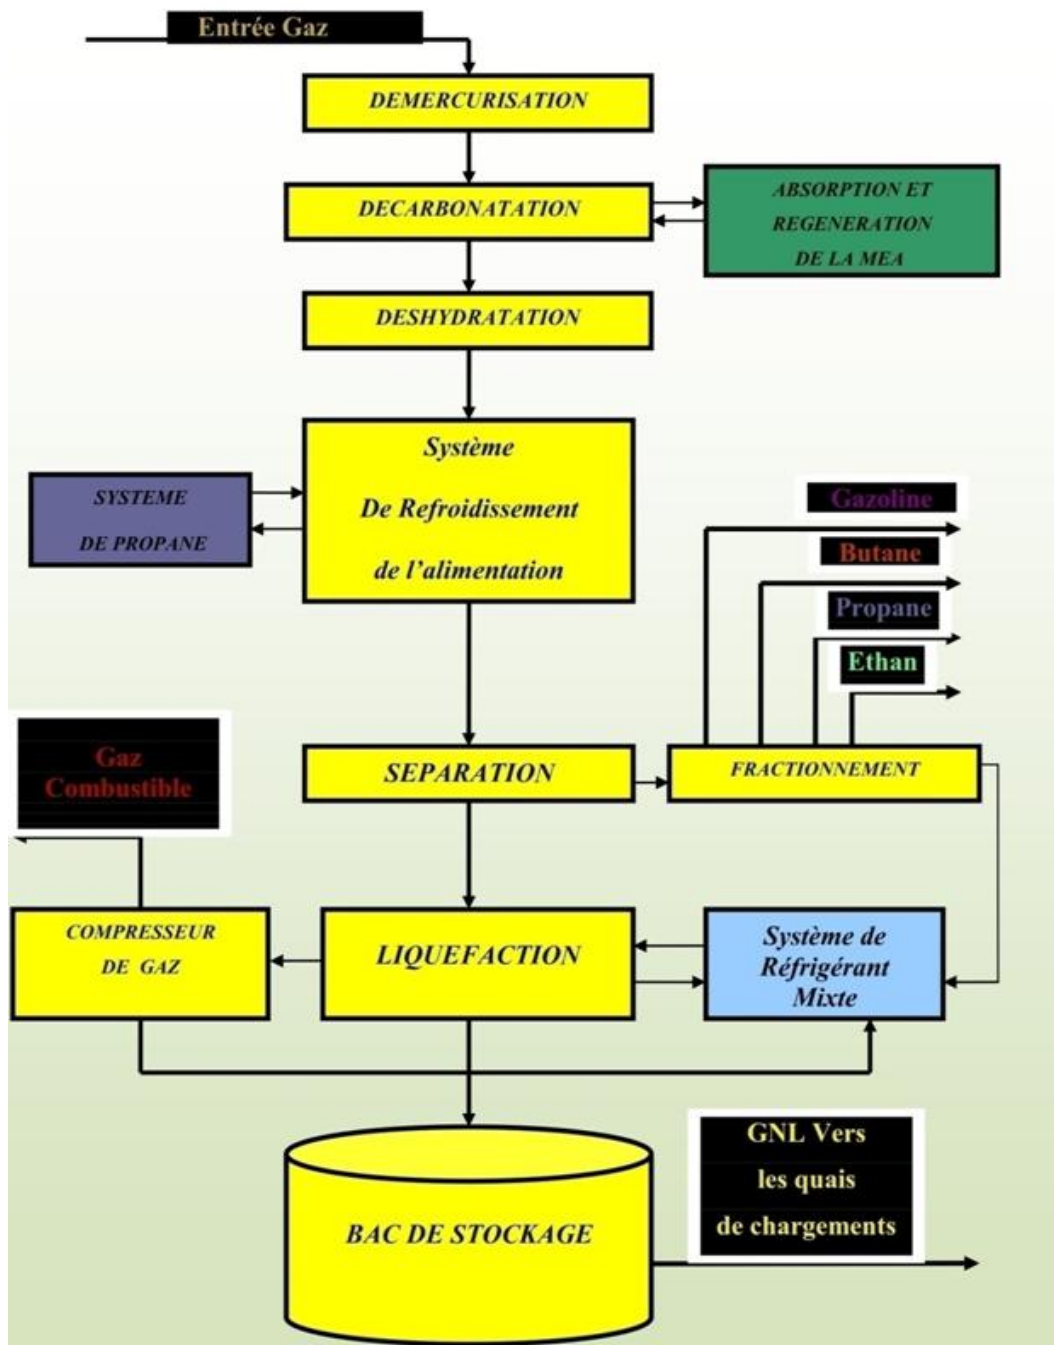 Entrée Gaz
DEMERCURISATION
DECARBONATATION
ABSORPTION ET
REGENERATION
DE LA MEA
DESHYDRATATION
Système
De Refroidissement
de l’alimentation
SYSTEME
DE PROPANE
Gazoline
Butane
Propane
Ethan
SEPARATION
FRACTIONNEMENT
Gaz
Combustible
COMPRESSEUR
DE GAZ
LIQUEFACTION
Système de
Réfrigérant
Mixte
BAC DE STOCKAGE
GNL Vers
les quais
de chargements